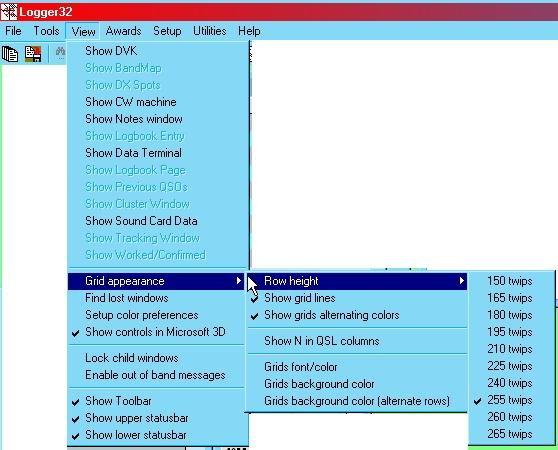 Logger32
File Tools View Awards Setup Utilities Help
Show DVK
Show BandMap
Show DX Spots
Show CW machine
Show Notes window
Show Logbook Entry
Show Data Terminal
Show Logbook Page
Show Previous QSOs
Show Cluster Window
Show Sound Card Data
Show Tracking Window
Show Worked/Confirmed
Grid appearance
Find lost windows
Setup color preferences
Show controls in Microsoft 3D
Lock child windows
Enable out of band messages
Show Toolbar
Show upper statusbar
Show lower statusbar
Row height
Show grid lines
Show grids alternating colors
Show N in QSL columns
Grids font/color
Grids background color
Grids background color (alternate rows)
150 twips
165 twips
180 twips
195 twips
210 twips
225 twips
240 twips
255 twips
260 twips
265 twips